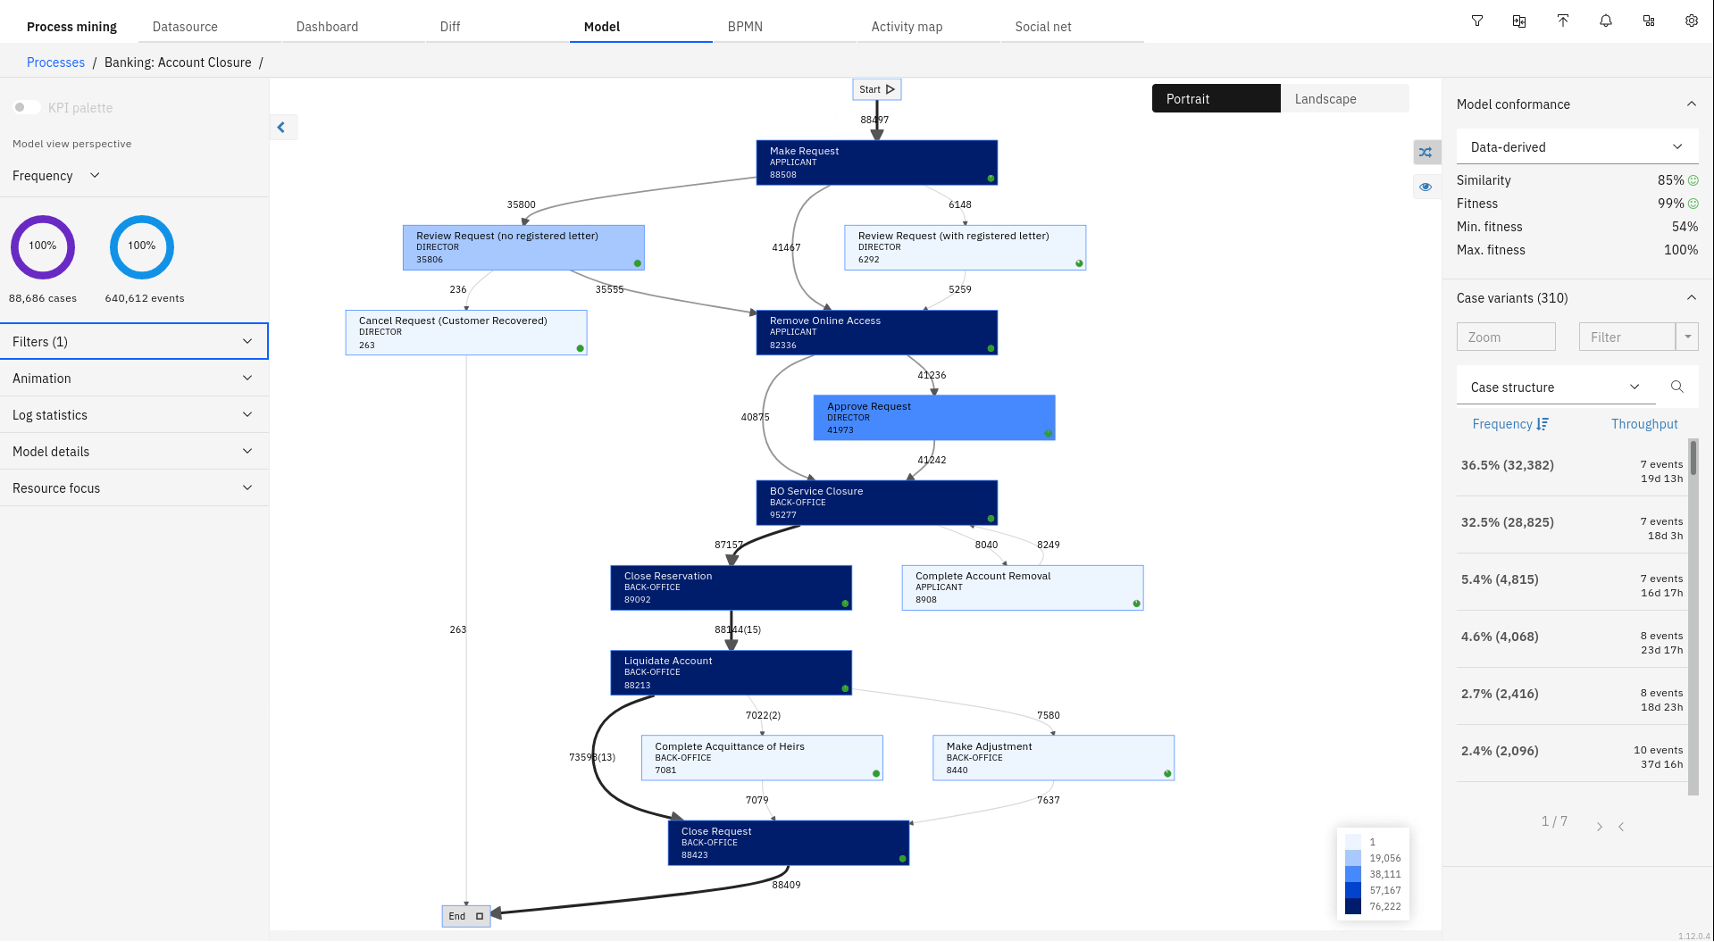 Process mining
Datasource
Dashboard
Diff
Model
BPMN
Activity map
Social net
Processes / Banking: Account Closure /
KPI palette
Model view perspective
Frequency
100%
100%
88,686 cases
640,612 events
Filters (1)
Animation
Log statistics
Model details
Resource focus
Portrait
Landscape
Start
88497
Make Request
APPLICANT
88508
35800
41467
6148
Review Request (no registered letter)
DIRECTOR
35806
Review Request (with registered letter)
DIRECTOR
6292
236
35555
5259
Cancel Request (Customer Recovered)
DIRECTOR
263
Remove Online Access
APPLICANT
82336
41236
40875
Approve Request
DIRECTOR
41973
41242
BO Service Closure
BACK-OFFICE
95277
87157
8040
8249
Close Reservation
BACK-OFFICE
89092
Complete Account Removal
APPLICANT
8908
263
88144(15)
Liquidate Account
BACK-OFFICE
88213
7022(2)
7580
73598(13)
Complete Acquittance of Heirs
BACK-OFFICE
7081
Make Adjustment
BACK-OFFICE
8440
7079
7637
Close Request
BACK-OFFICE
88423
88409
End
1
19,056
38,111
57,167
76,222
Model conformance
Data-derived
Similarity 85%
Fitness 99%
Min. fitness 54%
Max. fitness 100%
Case variants (310)
Zoom
Filter
Case structure
Frequency
Throughput
36.5% (32,382)
7 events
19d 13h
32.5% (28,825)
7 events
18d 3h
5.4% (4,815)
7 events
16d 17h
4.6% (4,068)
8 events
23d 17h
2.7% (2,416)
8 events
18d 23h
2.4% (2,096)
10 events
37d 16h
1 / 7
1.12.0.4